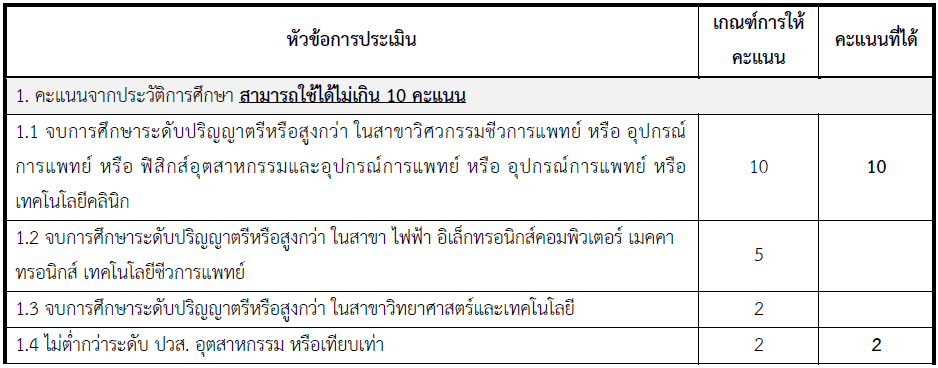 หัวข้อการประเมิน
เกณฑ์การให้
คะแนน
คะแนนที่ได้
1. คะแนนจากประวัติการศึกษา สามารถใช้ได้ไม่เกิน 10 คะแนน
1.1 จบการศึกษาระดับปริญญาตรีหรือสูงกว่า ในสาขาวิศวกรรมชีวการแพทย์ หรือ อุปกรณ์
การแพทย์ หรือ ฟิสิกส์อุตสาหกรรมและอุปกรณ์การแพทย์ หรือ อุปกรณ์การแพทย์ หรือ
เทคโนโลยีคลินิก
10
10
1.2 จบการศึกษาระดับปริญญาตรีหรือสูงกว่า ในสาขา ไฟฟ้า อิเล็กทรอนิกส์คอมพิวเตอร์ เมคคา
ทรอนิกส์ เทคโนโลยีชีวการแพทย์
5
1.3 จบการศึกษาระดับปริญญาตรีหรือสูงกว่า ในสาขาวิทยาศาสตร์และเทคโนโลยี
2
1.4 ไม่ต่ำกว่าระดับ ปวส. อุตสาหกรรม หรือเทียบเท่า
2
2